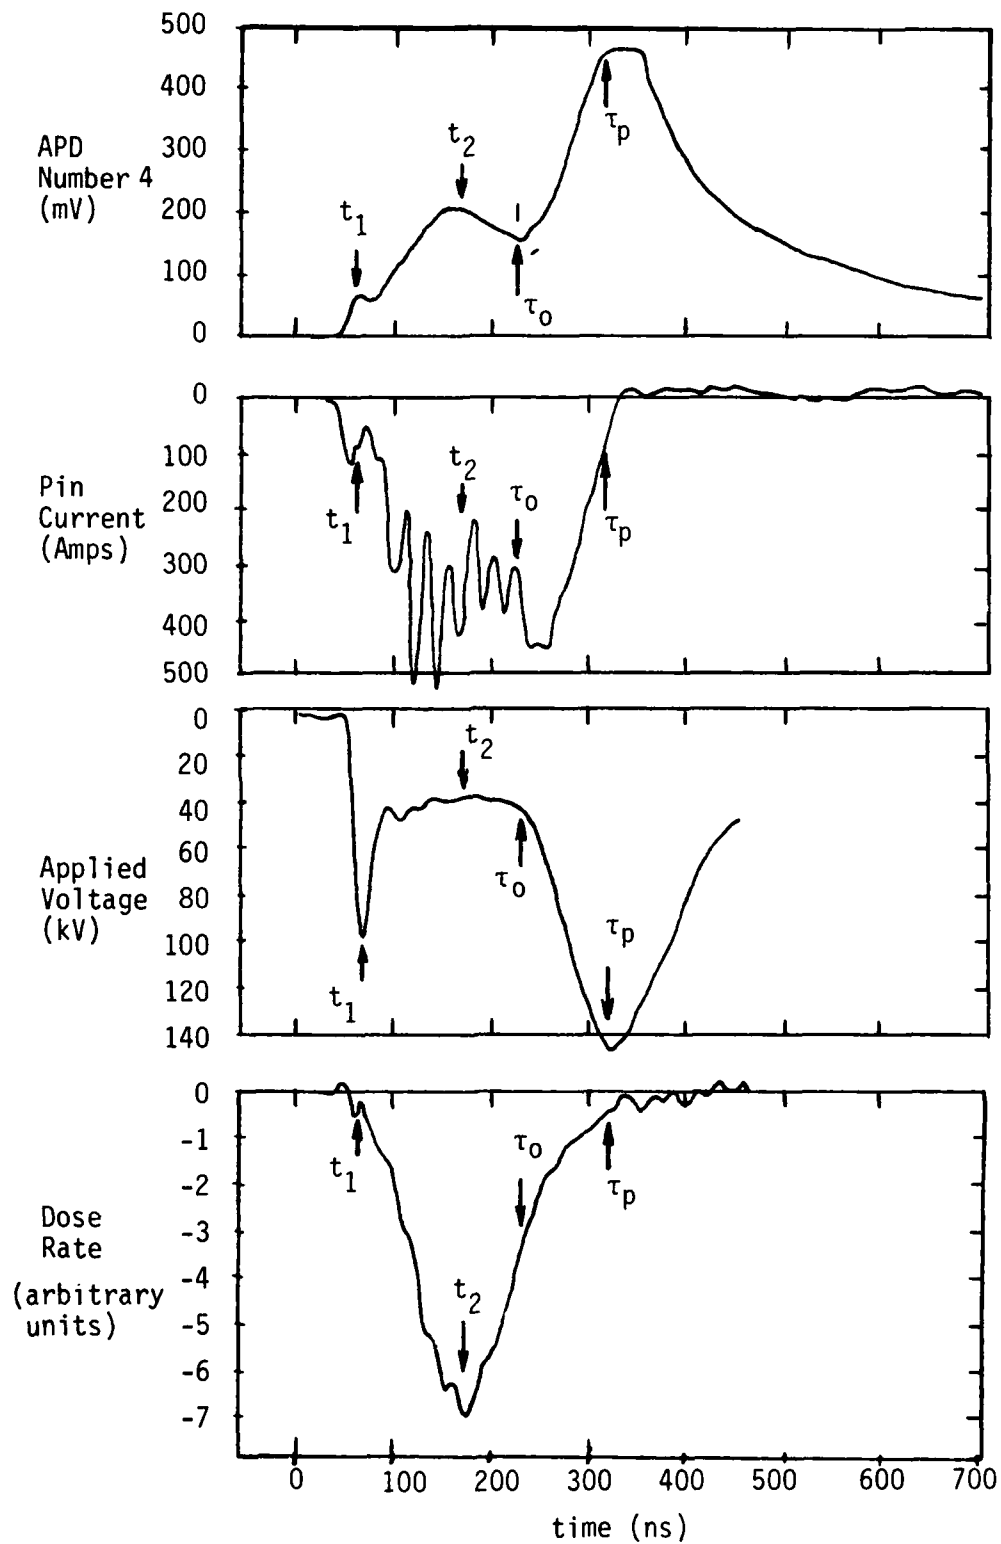 500
400
300
200
100
0
APD
Number 4
(mV)
t1
t2
τo
τp
0
100
200
300
400
500
Pin
Current
(Amps)
t1
t2
τo
τp
0
20
40
60
80
100
120
140
Applied
Voltage
(kV)
t1
t2
τo
τp
0
-1
-2
-3
-4
-5
-6
-7
Dose
Rate
(arbitrary
units)
t1
t2
τo
τp
0 100 200 300 400 500 600 700
time (ns)